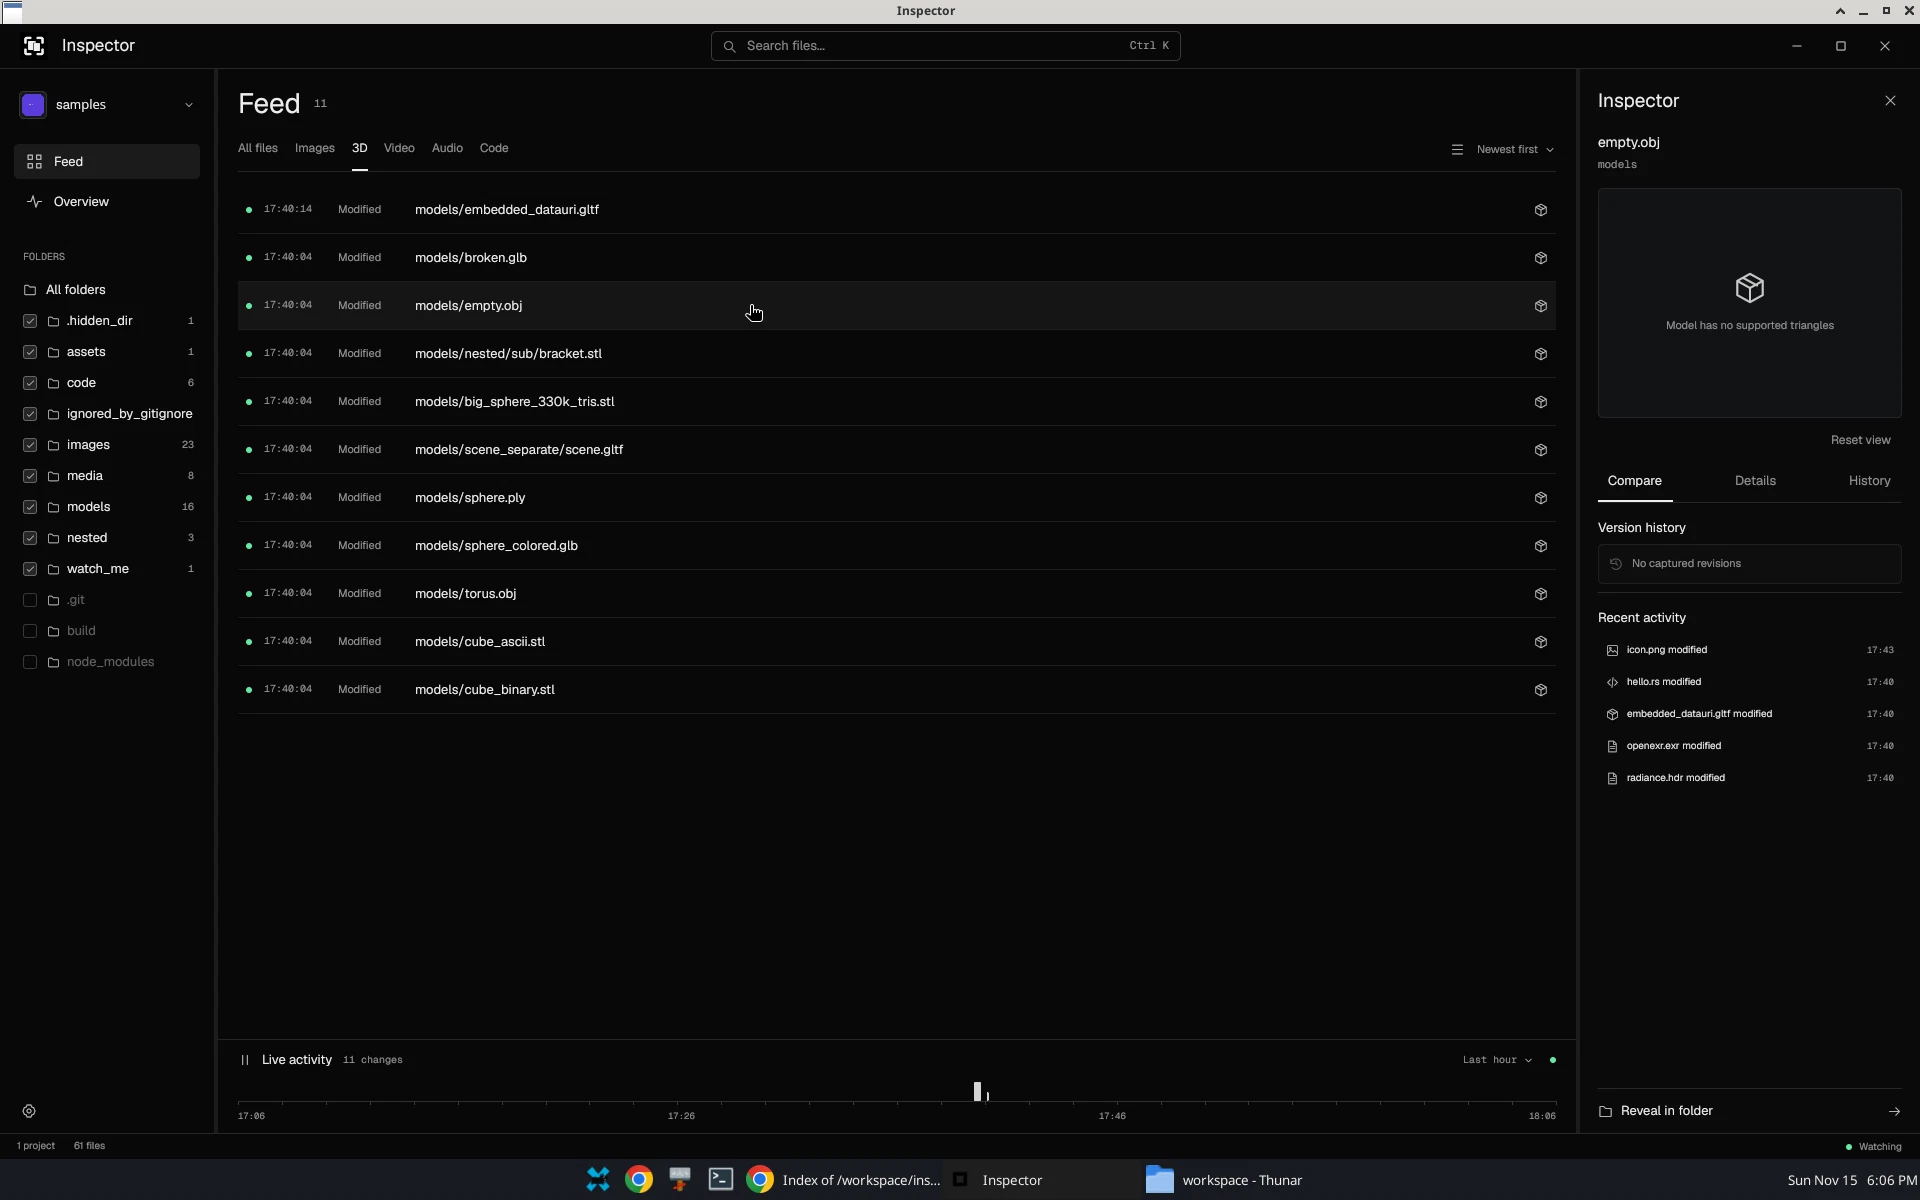 Inspector
Inspector
Search files...
Ctrl K
samples
Feed
Overview
FOLDERS
All folders
.hidden_dir 1
assets 1
code 6
ignored_by_gitignore
images 23
media 8
models 16
nested 3
watch_me 1
.git
build
node_modules
Feed 11
All files Images 3D Video Audio Code
Newest first
17:40:14 Modified models/embedded_datauri.gltf
17:40:04 Modified models/broken.glb
17:40:04 Modified models/empty.obj
17:40:04 Modified models/nested/sub/bracket.stl
17:40:04 Modified models/big_sphere_330k_tris.stl
17:40:04 Modified models/scene_separate/scene.gltf
17:40:04 Modified models/sphere.ply
17:40:04 Modified models/sphere_colored.glb
17:40:04 Modified models/torus.obj
17:40:04 Modified models/cube_ascii.stl
17:40:04 Modified models/cube_binary.stl
Live activity 11 changes
Last hour
17:06 17:26 17:46 18:06
Inspector
empty.obj
models
Model has no supported triangles
Reset view
Compare Details History
Version history
No captured revisions
Recent activity
icon.png modified 17:43
hello.rs modified 17:40
embedded_datauri.gltf modified 17:40
openexr.exr modified 17:40
radiance.hdr modified 17:40
Reveal in folder
1 project 61 files
Watching
Index of /workspace/ins...
Inspector
workspace - Thunar
Sun Nov 15 6:06 PM